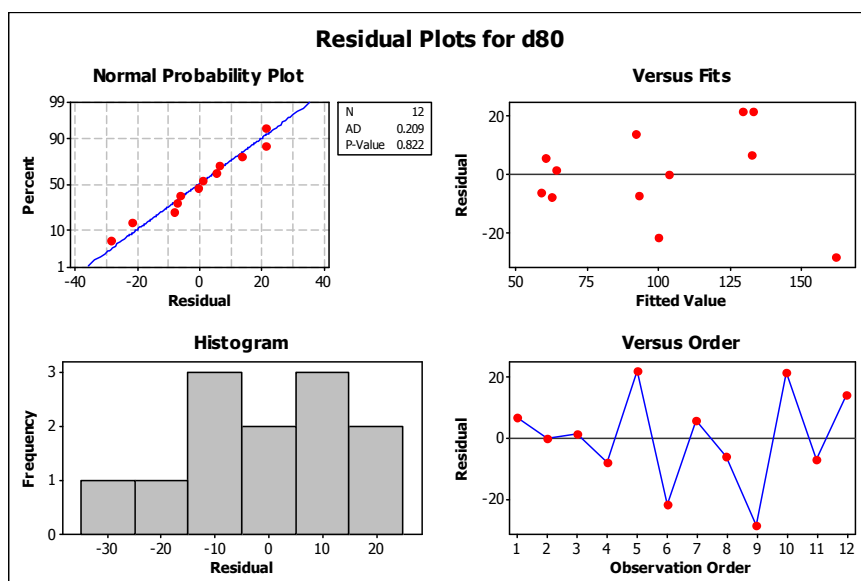 Residual Plots for d80
Normal Probability Plot
99
90
50
10
1
Percent
-40
-20
0
20
40
Residual
N 12
AD 0.209
P-Value 0.822
Versus Fits
20
0
-20
Residual
50
100
150
Fitted Value
Histogram
3
2
1
0
Frequency
-30
-20
-10
0
10
20
Residual
Versus Order
20
0
-20
Residual
1
2
3
4
5
6
7
8
9
10
11
12
Observation Order